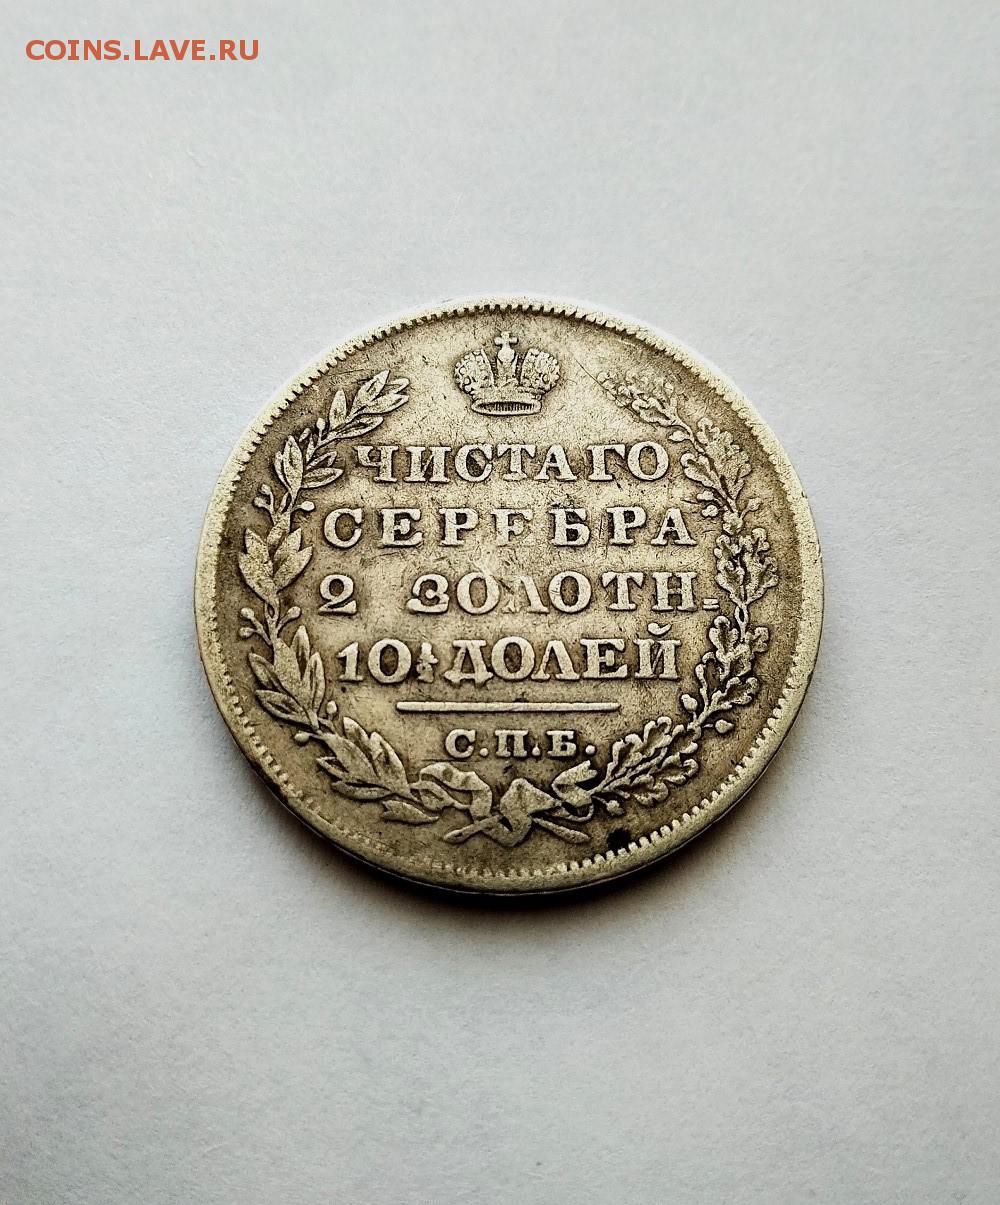 COINS.LAVE.RU
ЧИСТАГО
СЕРЕБРА
2 ЗОЛОТН=
10½ ДОЛЕЙ
С.П.Б.